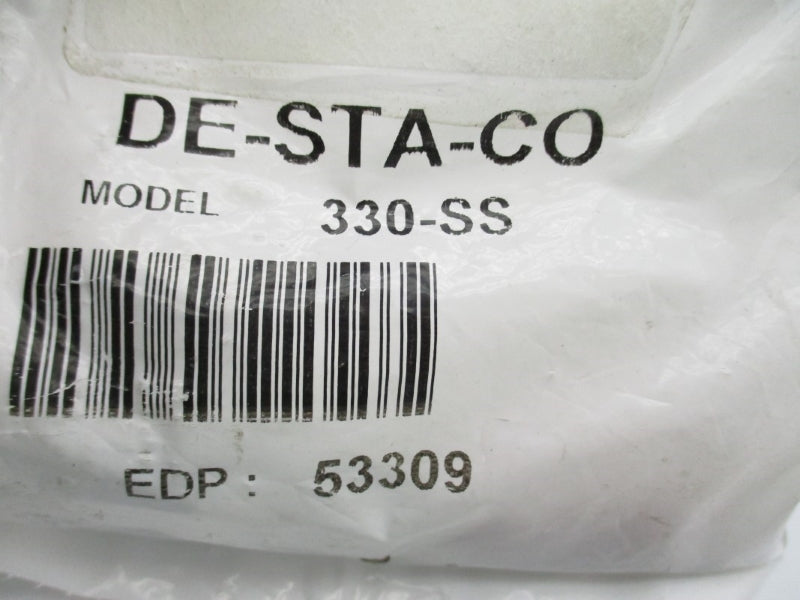 DE-STA-CO
MODEL 330-SS
EDP : 53309